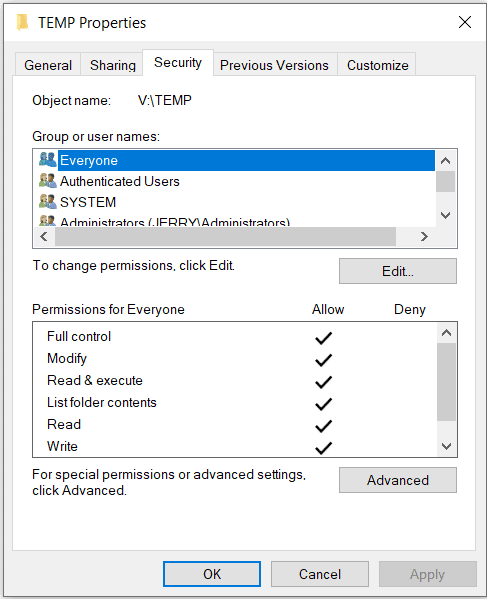 TEMP Properties
General Sharing Security Previous Versions Customize
Object name: V:\TEMP
Group or user names:
Everyone
Authenticated Users
SYSTEM
Administrators (JERRY\Administrators)
To change permissions, click Edit.
Edit...
Permissions for Everyone Allow Deny
Full control
Modify
Read & execute
List folder contents
Read
Write
For special permissions or advanced settings,
click Advanced.
Advanced
OK Cancel Apply